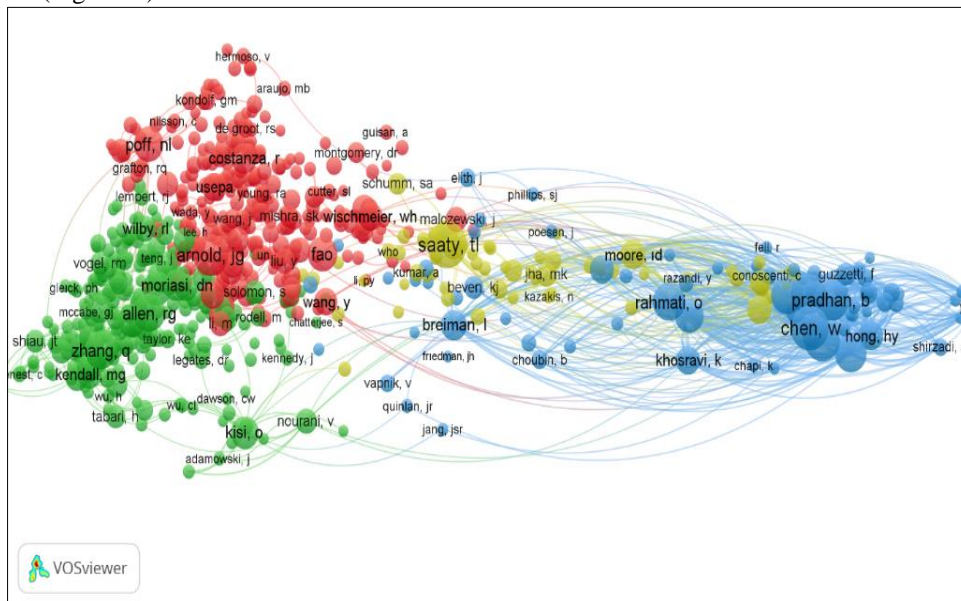 hermoso, v
araujo, mb
kondolf, gm
nilsson, c
de groot, rs
guisan, a
poff, nl
costanza, r
montgomery, dr
grafton, rq
elith, j
schumm, sa
usepa
young, ra
cutter, sl
phillips, sj
lempert, rj
wada, y
wang, j
mishra, sk
wischmeier, wh
malozewski, j
wilby, rl
lee, h
poesen, j
saaty, tl
who
fell, r
vogel, rm
teng, j
arnold, jg
un
liu, y
fao
moore, id
kumar, a
jha, mk
razandi, y
conoscenti, c
guzzetti, f
gleick, ph
moriasi, dn
solomon, s
li, py
beven, kj
kazakis, n
rahmati, o
pradhan, b
mccabe, gj
allen, rg
li, m
rodell, m
wang, y
chatterjee, s
breiman, l
chen, w
hong, hy
shiau, jt
zhang, q
taylor, ke
legates, dr
kennedy, j
friedman, jh
choubin, b
khosravi, k
chapi, k
shirzadi,
kendall, mg
wu, h
dawson, cw
vapnik, v
tabari, h
wu, cl
quinlan, jr
kisi, o
nourani, v
jang, jsr
adamowski, j
VOSviewer